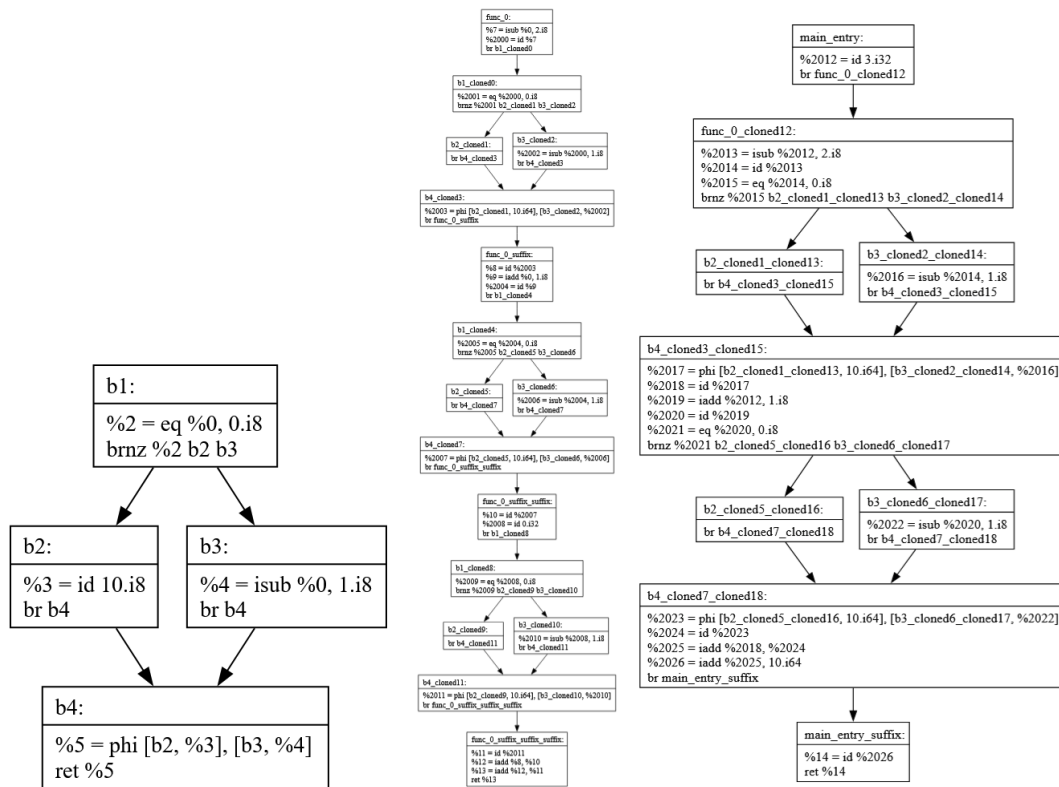 b1:
%2 = eq %0, 0.i8
brnz %2 b2 b3
b2:
%3 = id 10.i8
br b4
b3:
%4 = isub %0, 1.i8
br b4
b4:
%5 = phi [b2, %3], [b3, %4]
ret %5
func_0:
%7 = isub %0, 2.i8
%2000 = id %7
br b1_cloned0
b1_cloned0:
%2001 = eq %2000, 0.i8
brnz %2001 b2_cloned1 b3_cloned2
b2_cloned1:
br b4_cloned3
b3_cloned2:
%2002 = isub %2000, 1.i8
br b4_cloned3
b4_cloned3:
%2003 = phi [b2_cloned1, 10.i64], [b3_cloned2, %2002]
br func_0_suffix
func_0_suffix:
%8 = id %2003
%9 = iadd %0, 1.i8
%2004 = id %9
br b1_cloned4
b1_cloned4:
%2005 = eq %2004, 0.i8
brnz %2005 b2_cloned5 b3_cloned6
b2_cloned5:
br b4_cloned7
b3_cloned6:
%2006 = isub %2004, 1.i8
br b4_cloned7
b4_cloned7:
%2007 = phi [b2_cloned5, 10.i64], [b3_cloned6, %2006]
br func_0_suffix_suffix
func_0_suffix_suffix:
%10 = id %2007
%2008 = id 0.i32
br b1_cloned8
b1_cloned8:
%2009 = eq %2008, 0.i8
brnz %2009 b2_cloned9 b3_cloned10
b2_cloned9:
br b4_cloned11
b3_cloned10:
%2010 = isub %2008, 1.i8
br b4_cloned11
b4_cloned11:
%2011 = phi [b2_cloned9, 10.i64], [b3_cloned10, %2010]
br func_0_suffix_suffix_suffix
func_0_suffix_suffix_suffix:
%11 = id %2011
%12 = iadd %8, %10
%13 = iadd %12, %11
ret %13
main_entry:
%2012 = id 3.i32
br func_0_cloned12
func_0_cloned12:
%2013 = isub %2012, 2.i8
%2014 = id %2013
%2015 = eq %2014, 0.i8
brnz %2015 b2_cloned1_cloned13 b3_cloned2_cloned14
b2_cloned1_cloned13:
br b4_cloned3_cloned15
b3_cloned2_cloned14:
%2016 = isub %2014, 1.i8
br b4_cloned3_cloned15
b4_cloned3_cloned15:
%2017 = phi [b2_cloned1_cloned13, 10.i64], [b3_cloned2_cloned14, %2016]
%2018 = id %2017
%2019 = iadd %2012, 1.i8
%2020 = id %2019
%2021 = eq %2020, 0.i8
brnz %2021 b2_cloned5_cloned16 b3_cloned6_cloned17
b2_cloned5_cloned16:
br b4_cloned7_cloned18
b3_cloned6_cloned17:
%2022 = isub %2020, 1.i8
br b4_cloned7_cloned18
b4_cloned7_cloned18:
%2023 = phi [b2_cloned5_cloned16, 10.i64], [b3_cloned6_cloned17, %2022]
%2024 = id %2023
%2025 = iadd %2018, %2024
%2026 = iadd %2025, 10.i64
br main_entry_suffix
main_entry_suffix:
%14 = id %2026
ret %14